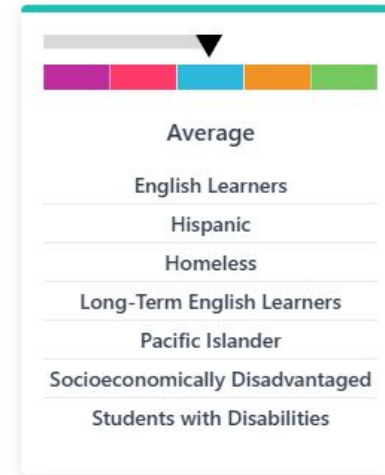 Average
English Learners
Hispanic
Homeless
Long-Term English Learners
Pacific Islander
Socioeconomically Disadvantaged
Students with Disabilities